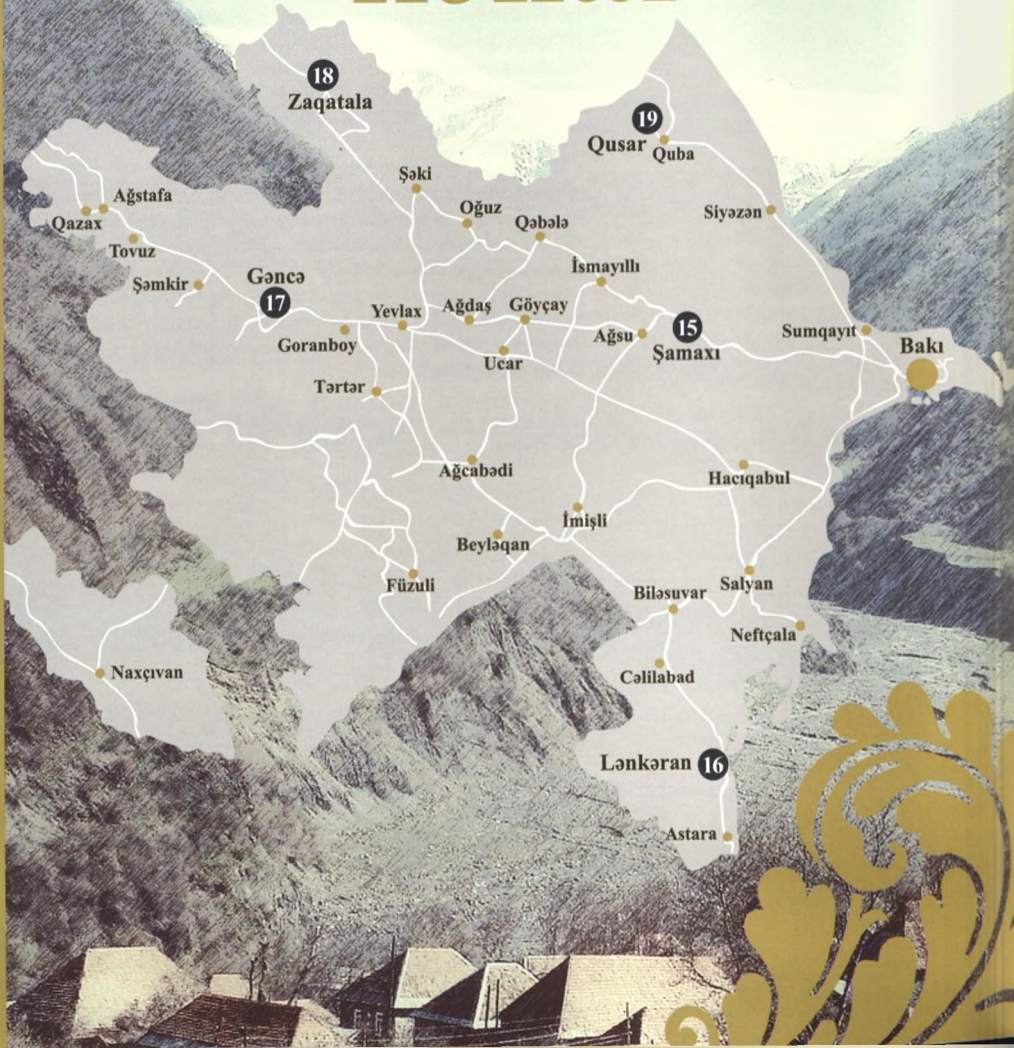 18
Zaqatala
19
Qusar
Quba
Şəki
Ağstafa
Qazax
Oğuz
Qəbələ
Siyəzən
Tovuz
Şəmkir
Gəncə
17
İsmayıllı
Yevlax
Ağdaş
Göyçay
Goranboy
Ağsu
15
Şamaxı
Sumqayıt
Bakı
Ucar
Tərtər
Ağcabədi
Hacıqabul
İmişli
Beyləqan
Füzuli
Biləsuvar
Salyan
Neftçala
Naxçıvan
Cəlilabad
Lənkəran 16
Astara